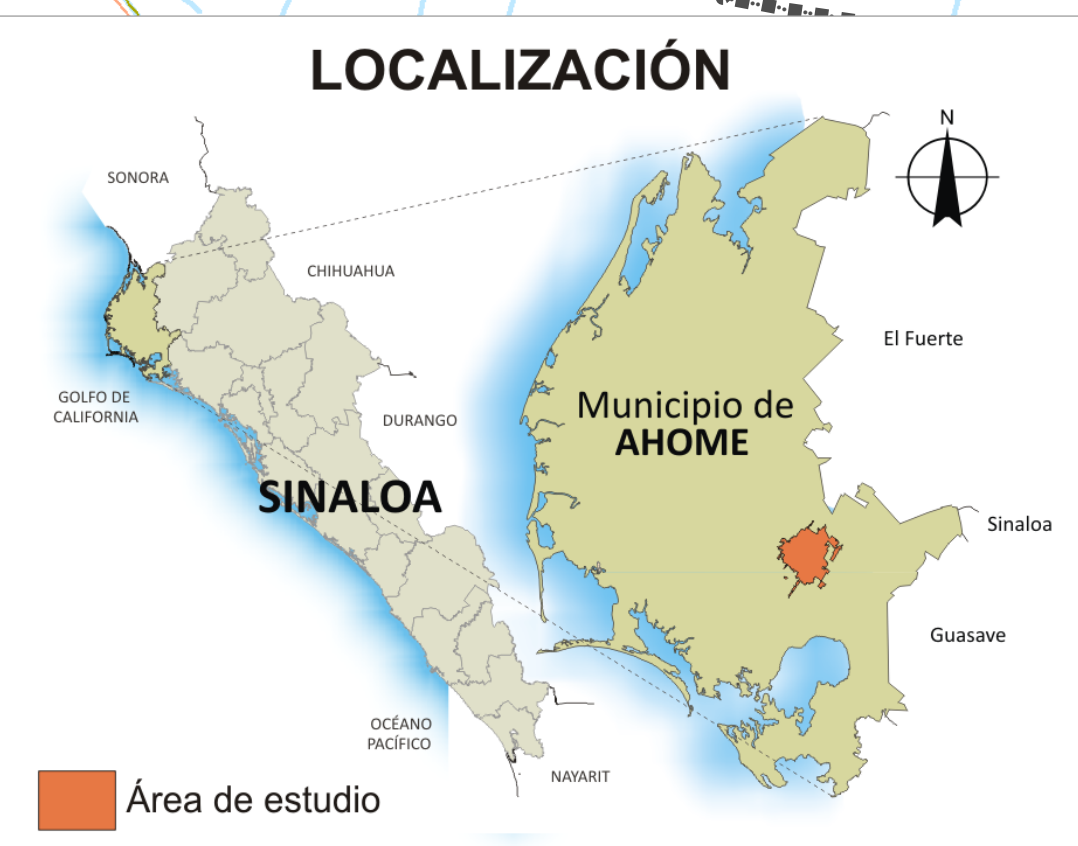 LOCALIZACIÓN
N
SONORA
CHIHUAHUA
El Fuerte
GOLFO DE
CALIFORNIA
DURANGO
Municipio de
AHOME
SINALOA
Sinaloa
Guasave
OCÉANO
PACÍFICO
NAYARIT
Área de estudio